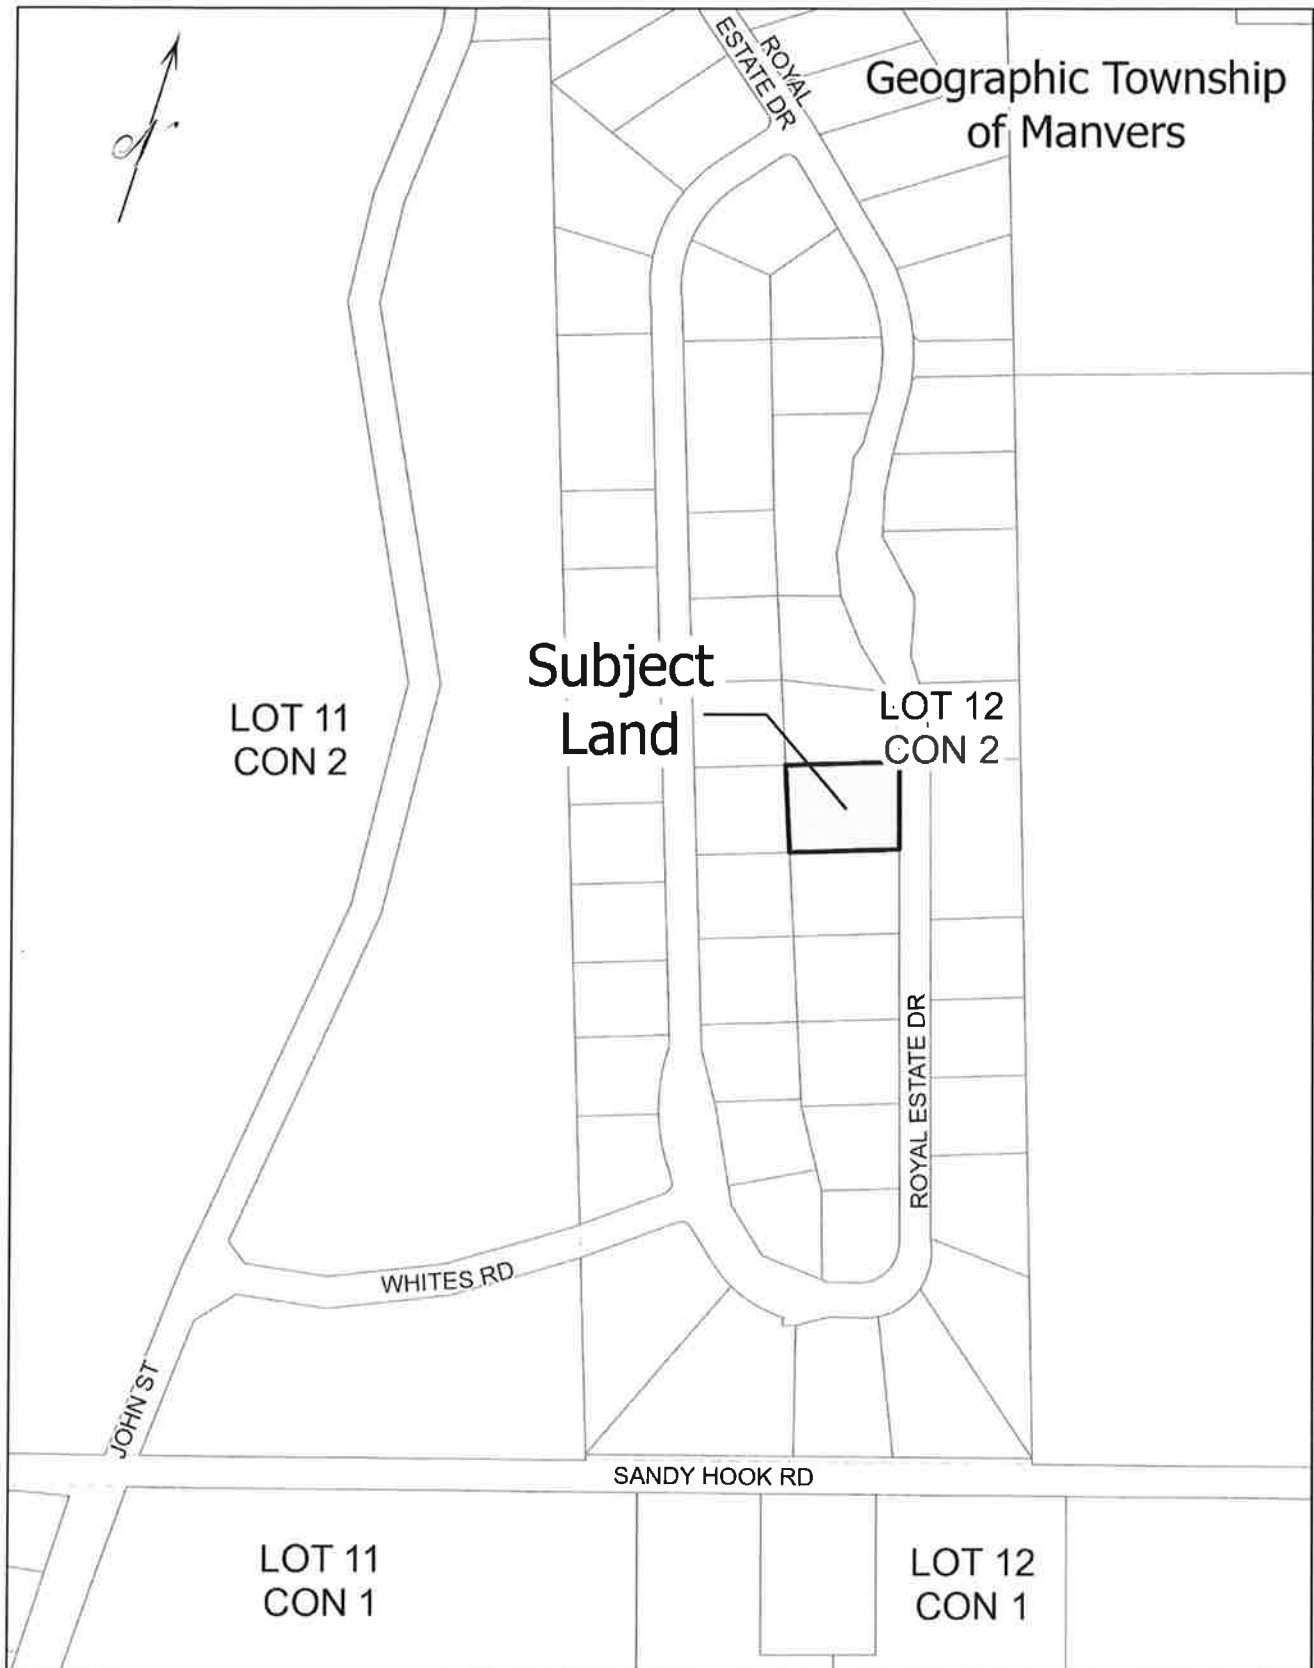 ROYAL
ESTATE DR
Geographic Township
of Manvers
Subject
Land
LOT 11
CON 2
LOT 12
CON 2
ROYAL ESTATE DR
WHITES RD
JOHN ST
SANDY HOOK RD
LOT 11
CON 1
LOT 12
CON 1